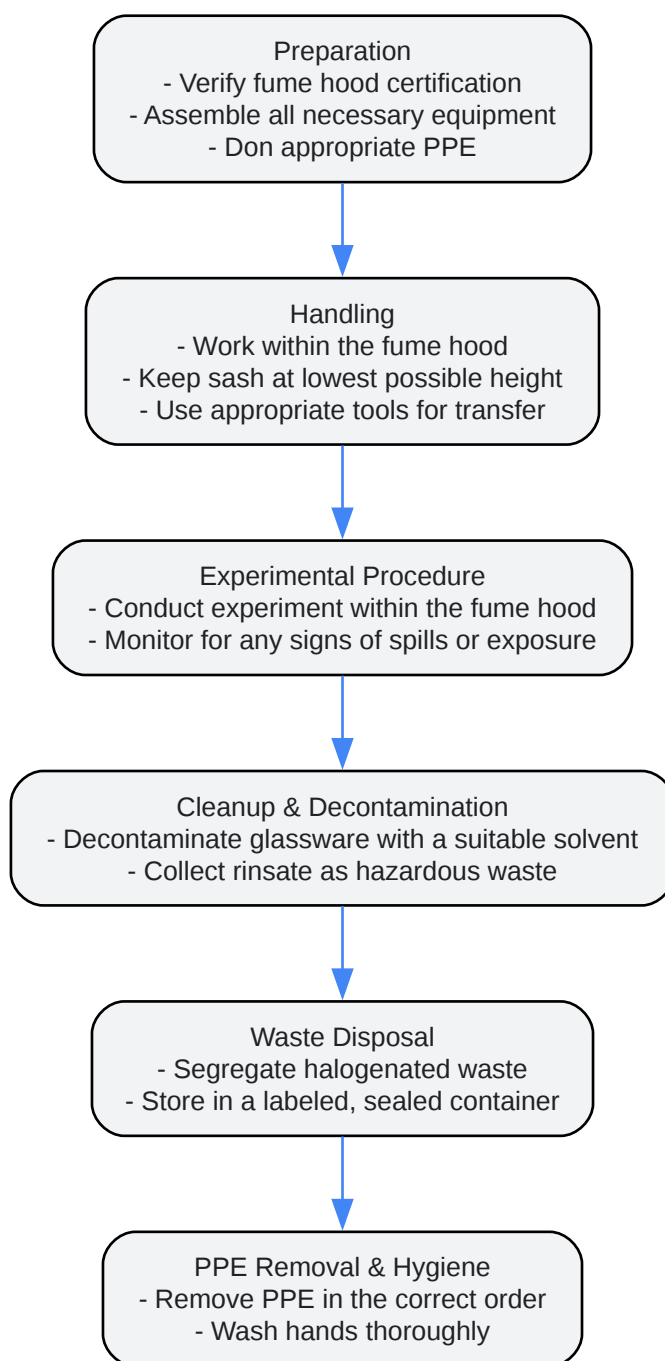 Preparation
- Verify fume hood certification
- Assemble all necessary equipment
- Don appropriate PPE
Handling
- Work within the fume hood
- Keep sash at lowest possible height
- Use appropriate tools for transfer
Experimental Procedure
- Conduct experiment within the fume hood
- Monitor for any signs of spills or exposure
Cleanup & Decontamination
- Decontaminate glassware with a suitable solvent
- Collect rinsate as hazardous waste
Waste Disposal
- Segregate halogenated waste
- Store in a labeled, sealed container
PPE Removal & Hygiene
- Remove PPE in the correct order
- Wash hands thoroughly